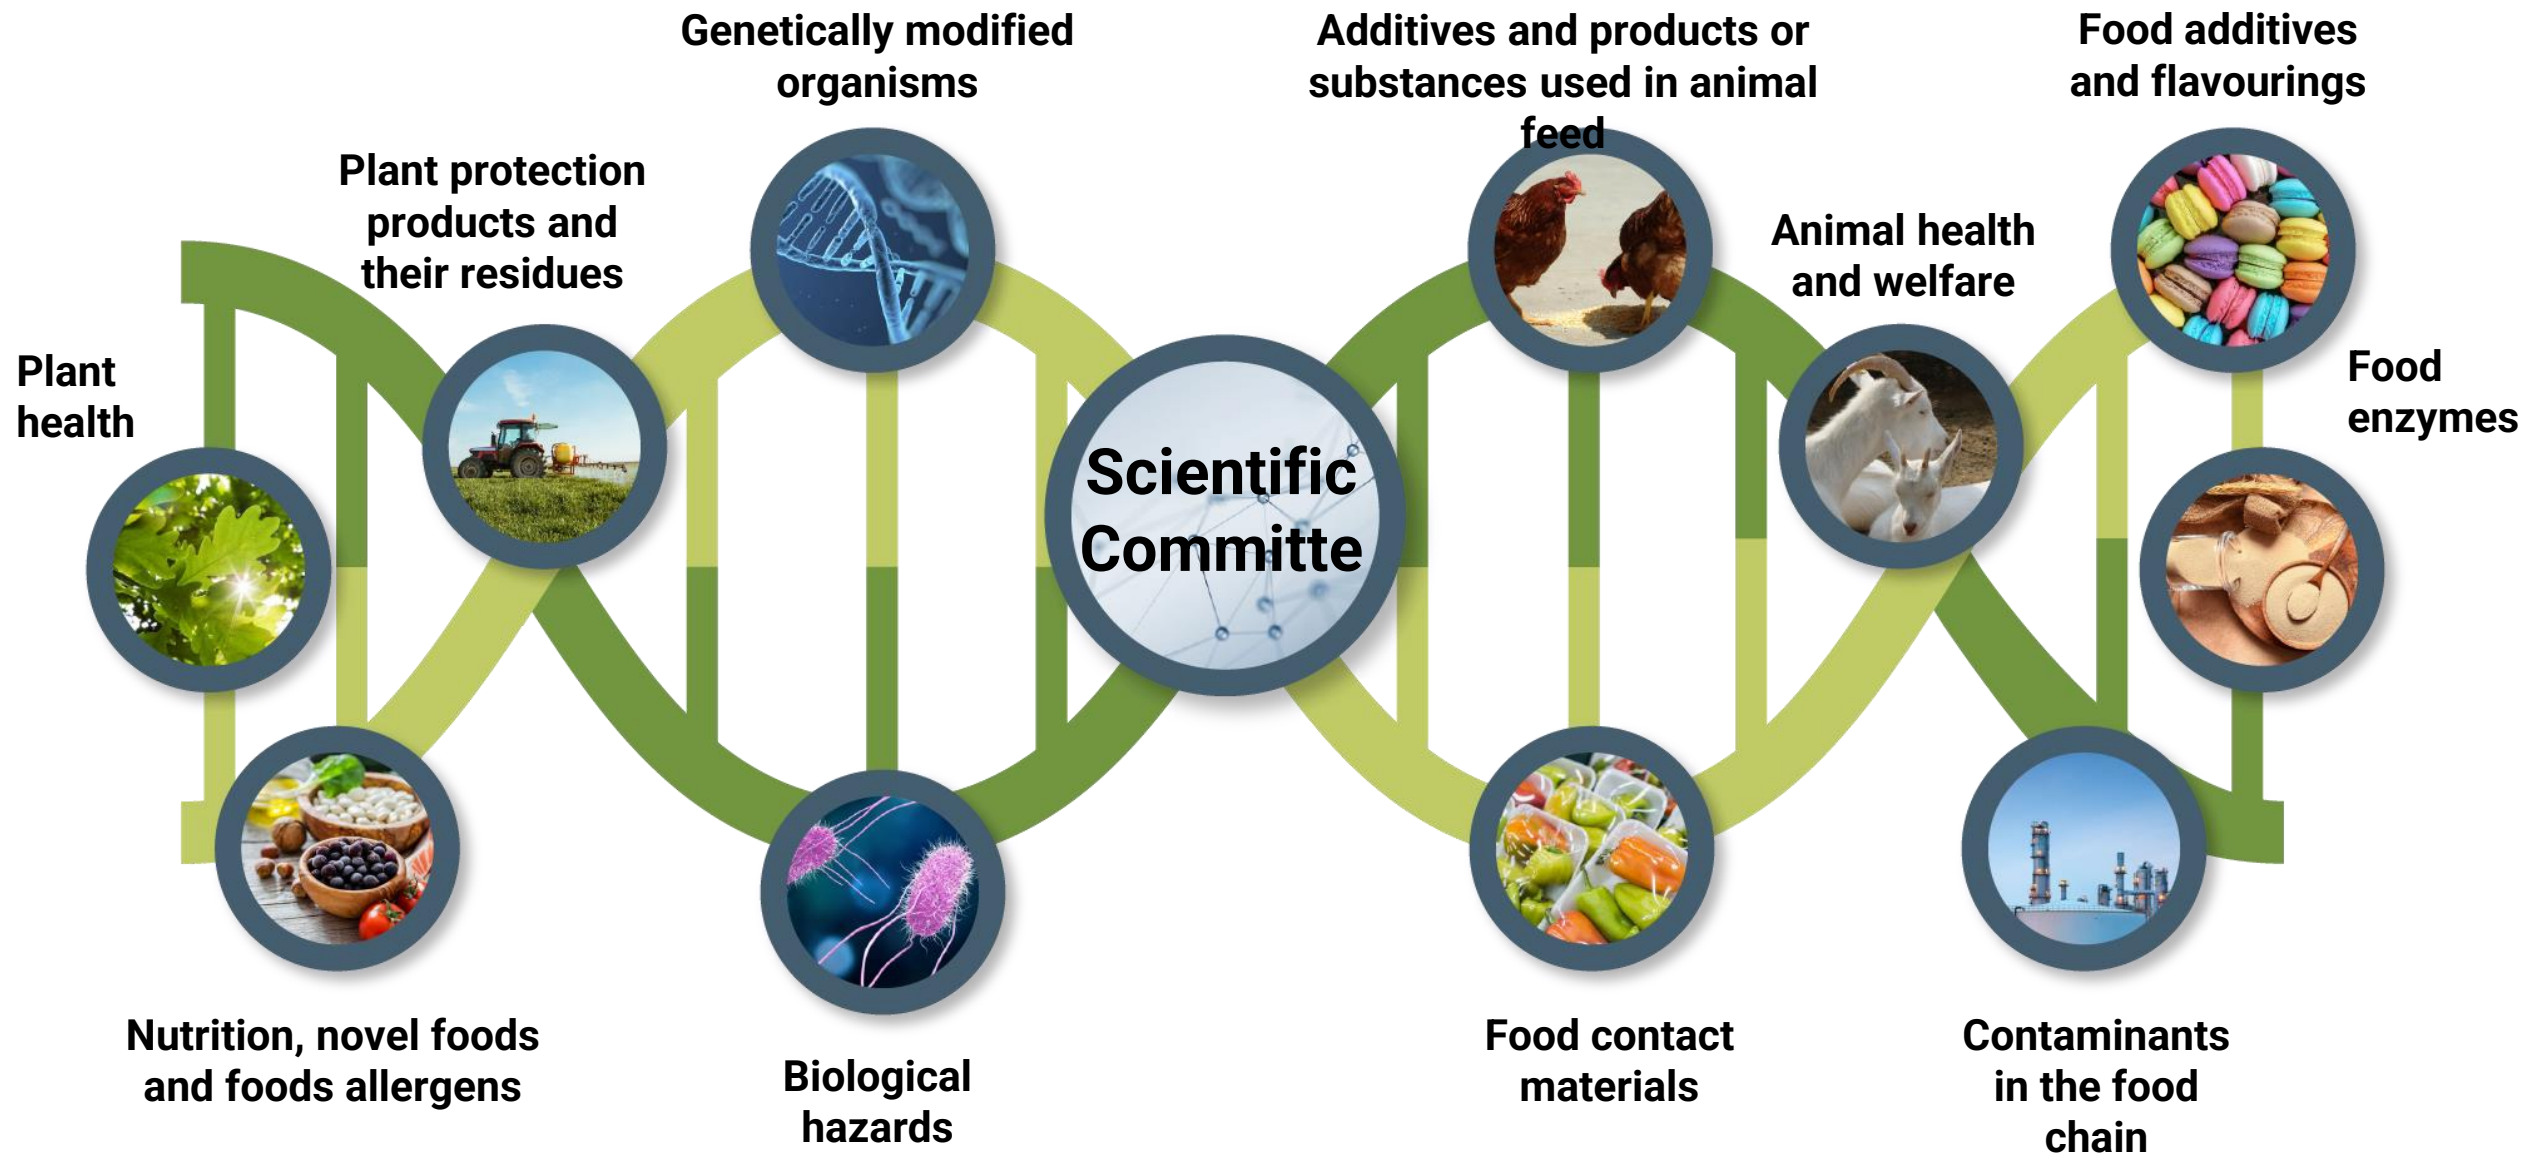 Genetically modified
organisms
Additives and products or
substances used in animal
feed
Food additives
and flavourings
Plant protection
products and
their residues
Animal health
and welfare
Plant
health
Food
enzymes
Scientific
Committe
Nutrition, novel foods
and foods allergens
Biological
hazards
Food contact
materials
Contaminants
in the food
chain